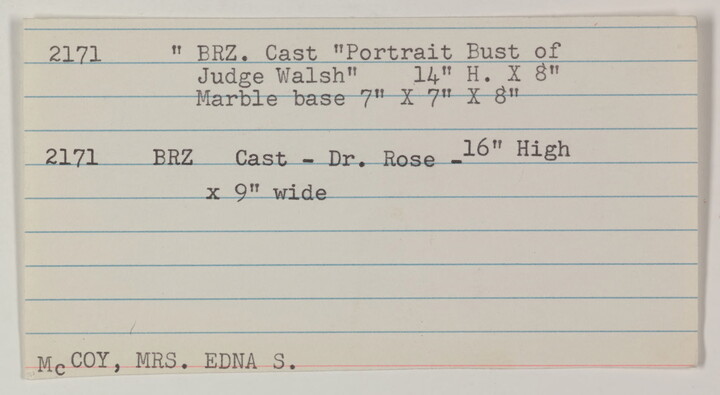 2171 " BRZ. Cast "Portrait Bust of
Judge Walsh" 14" H. X 8"
Marble base 7" X 7" X 8"
2171 BRZ Cast - Dr. Rose - 16" High
x 9" wide
McCOY, MRS. EDNA S.